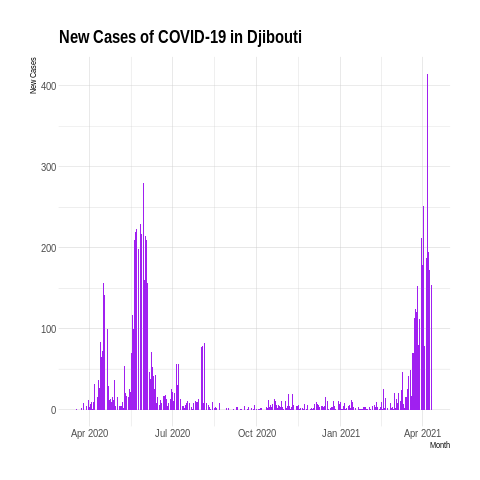 New Cases of COVID-19 in Djibouti
New Cases
400
300
200
100
0
Apr 2020
Jul 2020
Oct 2020
Jan 2021
Apr 2021
Month